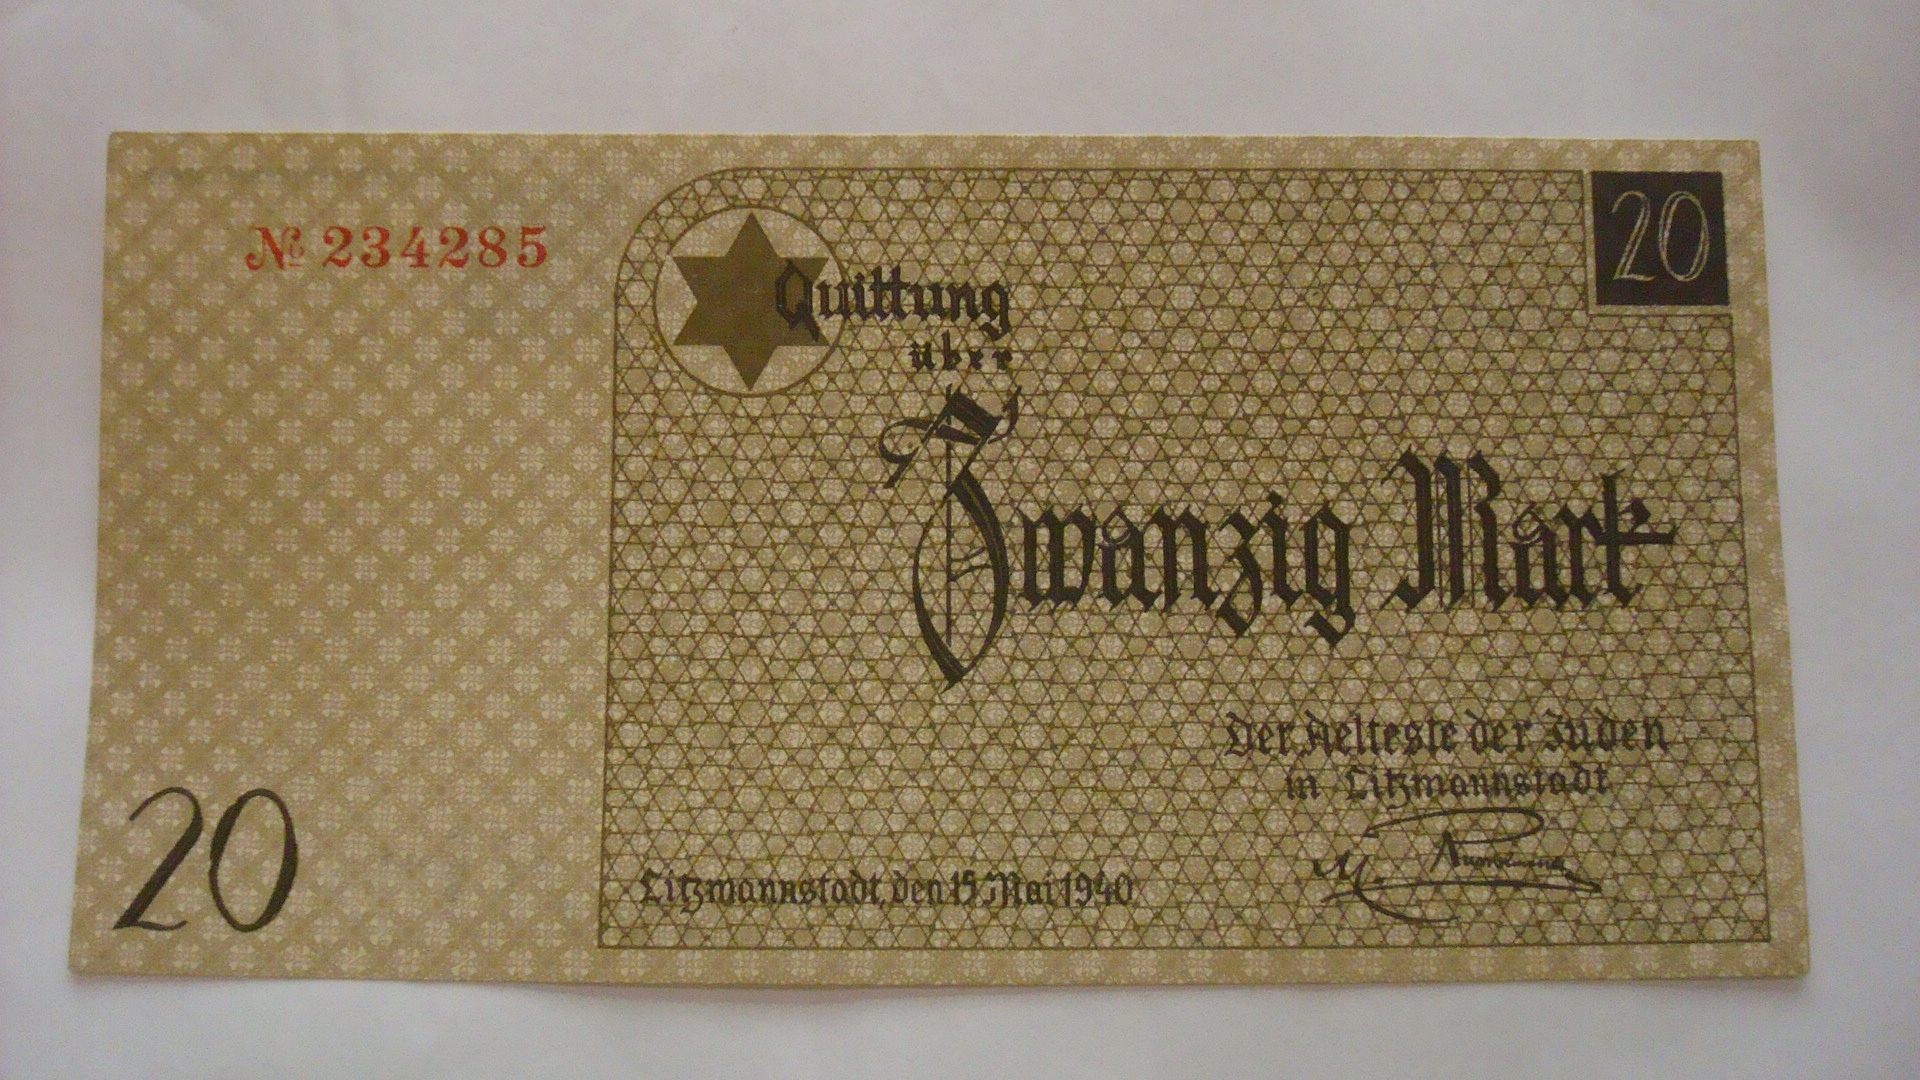 № 234285
20
Quittung
über
Zwanzig Mark
Der Aelteste der Juden
in Litzmannstadt
Litzmannstadt, den 15. Mai 1940
20